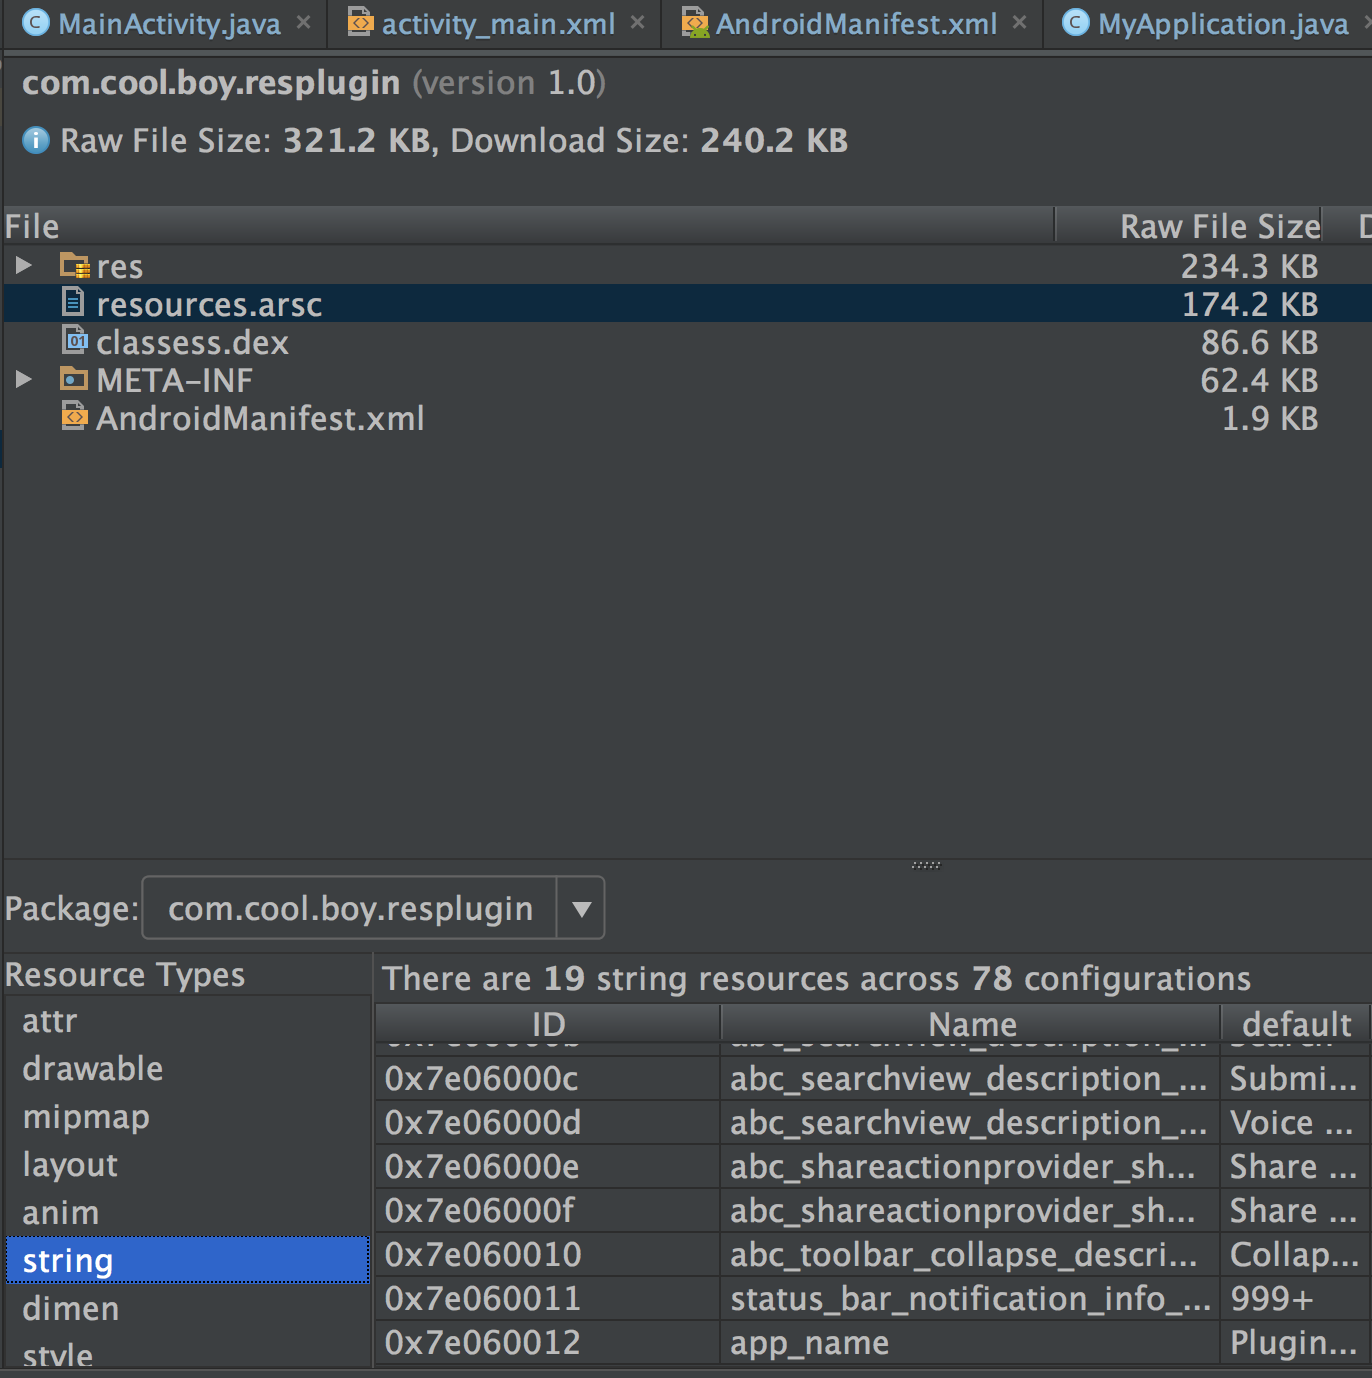 MainActivity.java activity_main.xml AndroidManifest.xml MyApplication.java
com.cool.boy.resplugin (version 1.0)
Raw File Size: 321.2 KB, Download Size: 240.2 KB
File Raw File Size
res 234.3 KB
resources.arsc 174.2 KB
classess.dex 86.6 KB
META-INF 62.4 KB
AndroidManifest.xml 1.9 KB
Package: com.cool.boy.resplugin
Resource Types
attr
drawable
mipmap
layout
anim
string
dimen
style
There are 19 string resources across 78 configurations
ID Name default
0x7e06000b abc_searchview_description_... Search
0x7e06000c abc_searchview_description_... Submi...
0x7e06000d abc_searchview_description_... Voice ...
0x7e06000e abc_shareactionprovider_sh... Share ...
0x7e06000f abc_shareactionprovider_sh... Share ...
0x7e060010 abc_toolbar_collapse_descri... Collap...
0x7e060011 status_bar_notification_info_... 999+
0x7e060012 app_name Plugin...